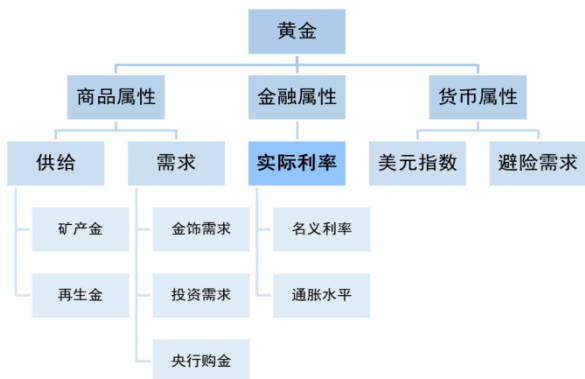 黄金
商品属性
金融属性
货币属性
供给
需求
实际利率
美元指数
避险需求
矿产金
金饰需求
名义利率
再生金
投资需求
通胀水平
央行购金